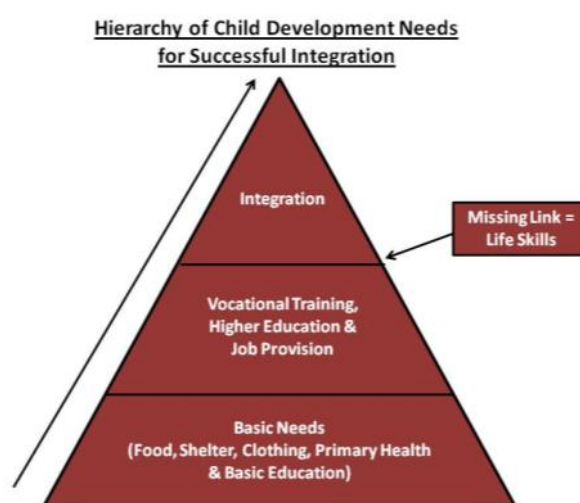 Hierarchy of Child Development Needs
for Successful Integration
Integration
Missing Link =
Life Skills
Vocational Training,
Higher Education &
Job Provision
Basic Needs
(Food, Shelter, Clothing, Primary Health
& Basic Education)